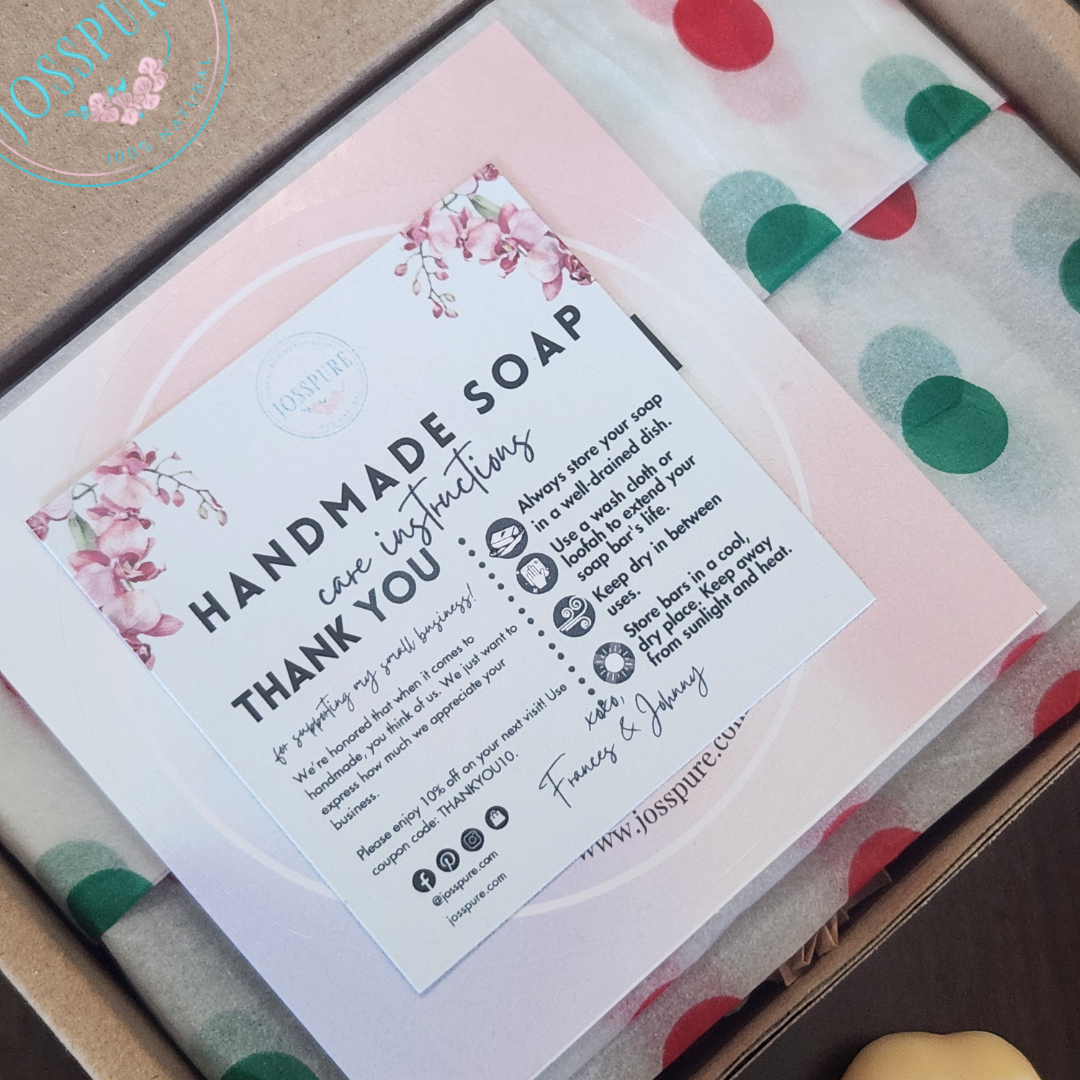 JOSSPURE
100% NATURAL
JOSSPURE
HANDMADE SOAP
care instructions
THANK YOU
for supporting my small business!
We're honored that when it comes to
handmade, you think of us. We just want to
express how much we appreciate your
business.
Please enjoy 10% off on your next visit! Use
coupon code: THANKYOU10.
@josspure.com
josspure.com
Always store your soap
in a well-drained dish.
Use a wash cloth or
loofah to extend your
soap bar's life.
Keep dry in between
uses.
Store bars in a cool,
dry place. Keep away
from sunlight and heat.
xoxo,
Frances & Johnny
www.josspure.com